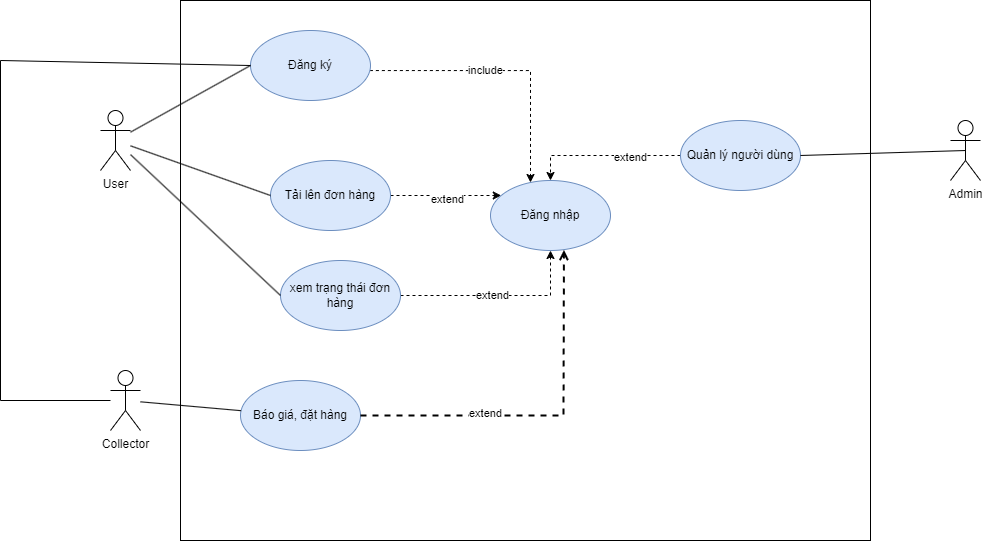 Đăng ký
include
User
Tải lên đơn hàng
extend
Đăng nhập
extend
Quản lý người dùng
Admin
xem trạng thái đơn
hàng
extend
Collector
Báo giá, đặt hàng
extend